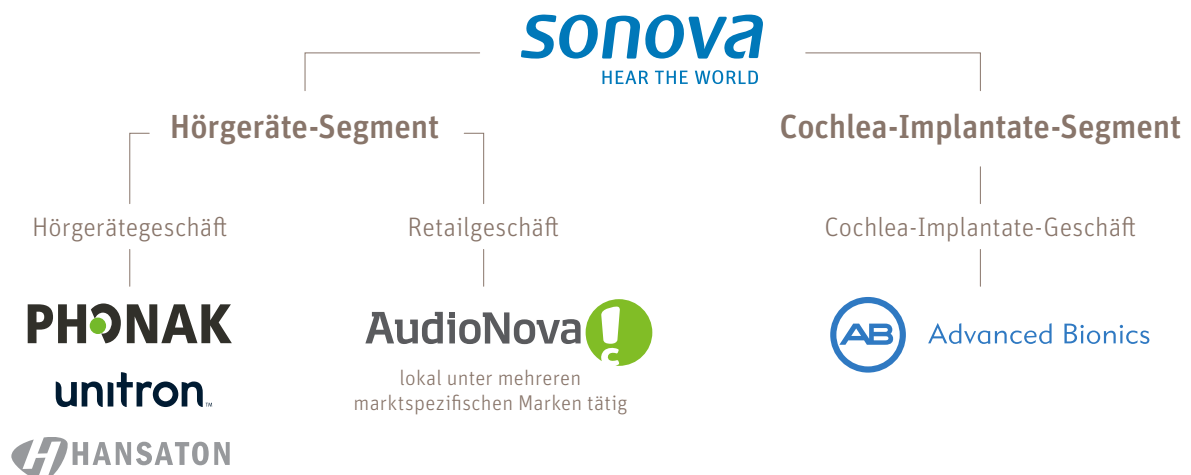 sonova
HEAR THE WORLD
Hörgeräte-Segment
Cochlea-Implantate-Segment
Hörgerätegeschäft
Retailgeschäft
Cochlea-Implantate-Geschäft
PHONAK
AudioNova
AB Advanced Bionics
lokal unter mehreren
marktspezifischen Marken tätig
unitron™
HANSATON